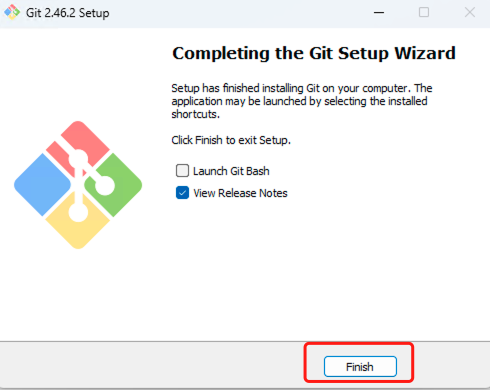 Git 2.46.2 Setup
Completing the Git Setup Wizard
Setup has finished installing Git on your computer. The
application may be launched by selecting the installed
shortcuts.
Click Finish to exit Setup.
Launch Git Bash
View Release Notes
Finish